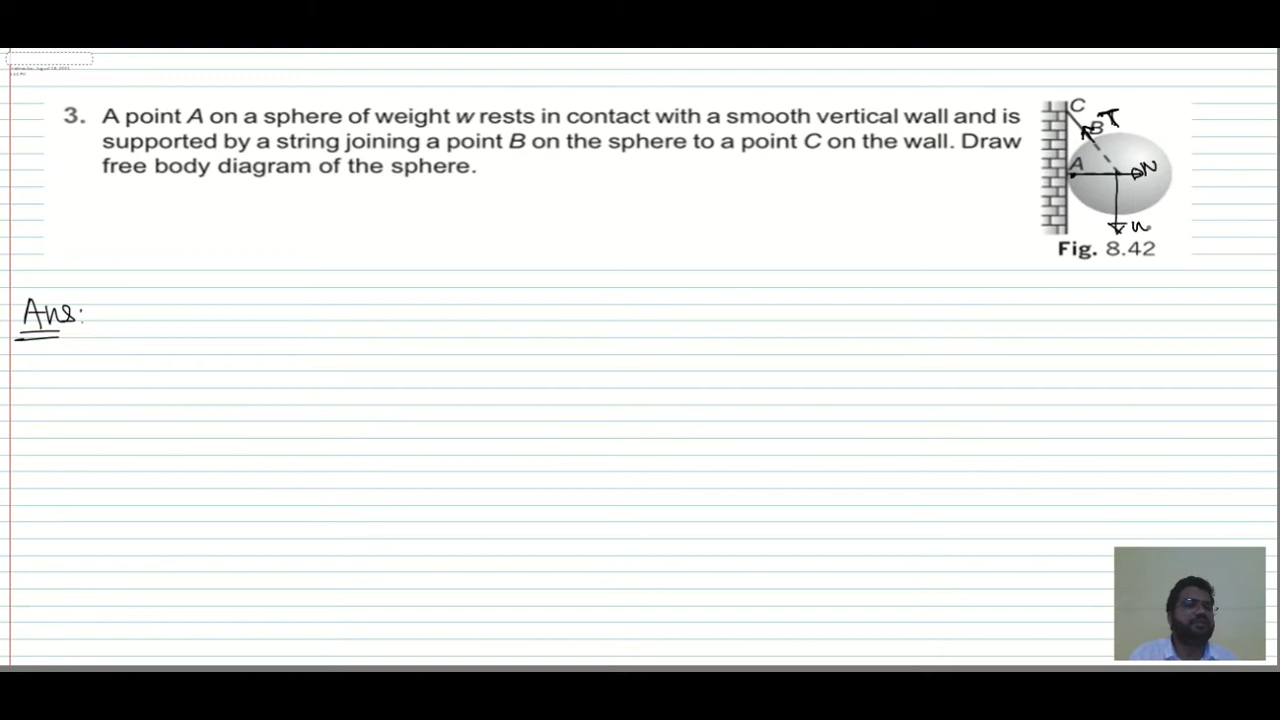 3. A point A on a sphere of weight w rests in contact with a smooth vertical wall and is
supported by a string joining a point B on the sphere to a point C on the wall. Draw
free body diagram of the sphere.
C
T
B
A
N
Fig. 8.42
Ans: